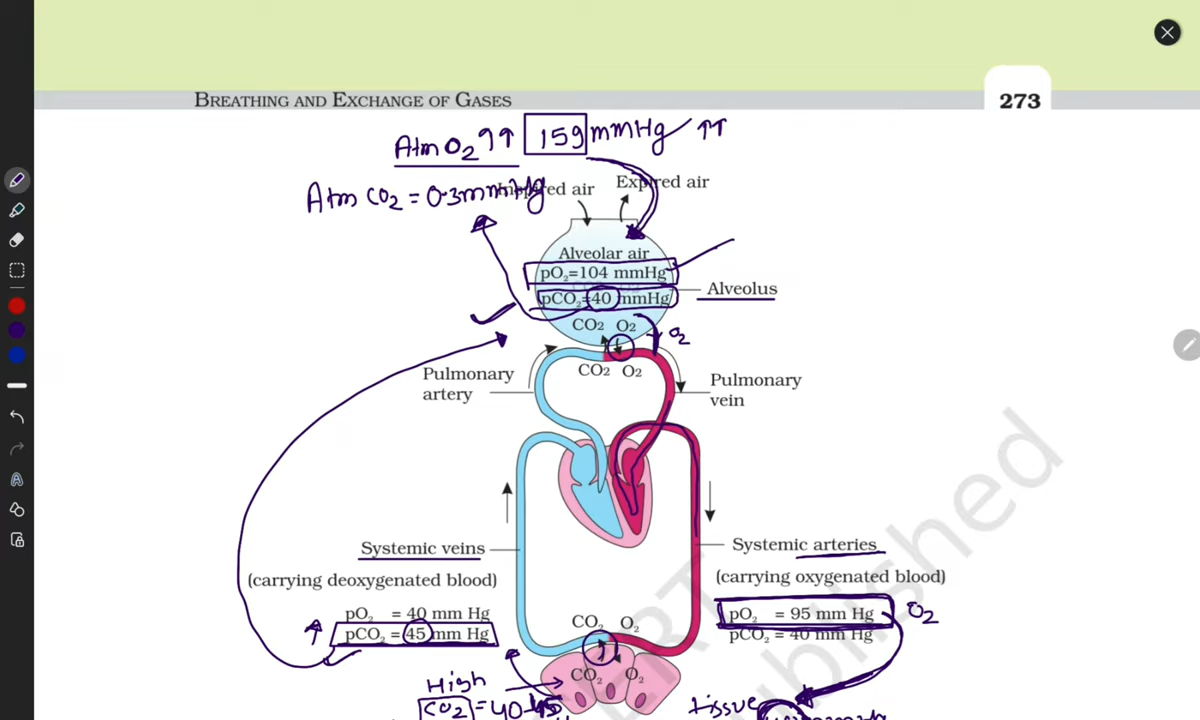 BREATHING AND EXCHANGE OF GASES
273
Atm O2 ↑↑ 159 mmHg ↑↑
Atm CO2 = 0.3mmHg
Inspired air
Expired air
Alveolar air
pO2=104 mmHg
pCO2=40 mmHg
Alveolus
CO2 O2
O2
CO2 O2
Pulmonary
artery
Pulmonary
vein
Systemic veins
(carrying deoxygenated blood)
pO2 = 40 mm Hg
↑ pCO2 = 45 mm Hg
Systemic arteries
(carrying oxygenated blood)
pO2 = 95 mm Hg
O2
pCO2 = 40 mm Hg
CO2 O2
CO2 O2
High
CO2 = 40-45
tissue